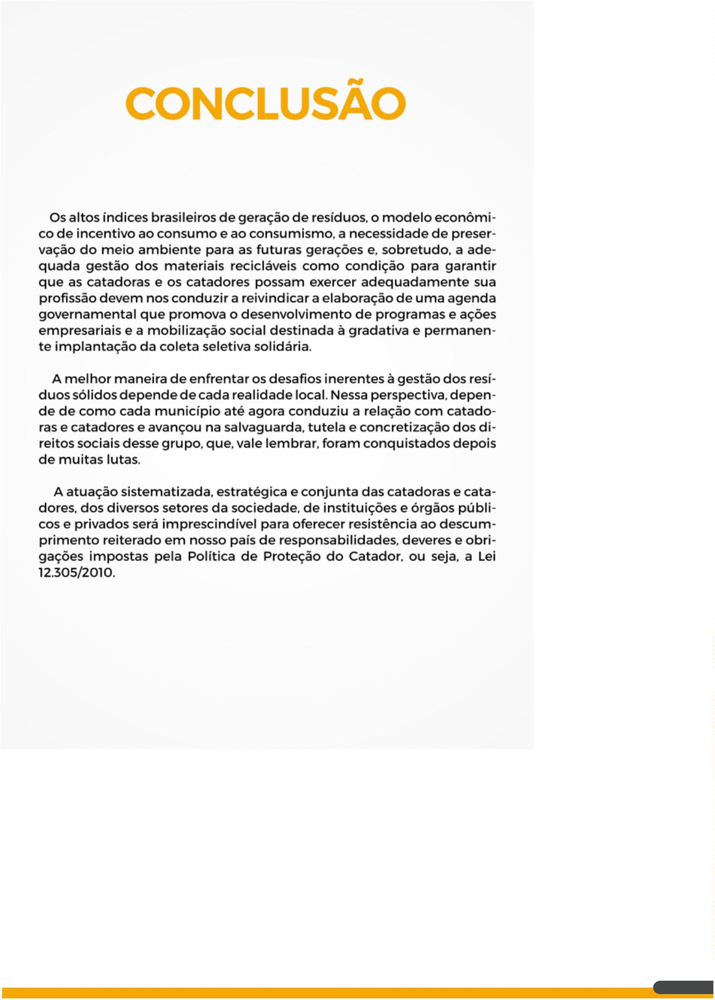 CONCLUSÃO
Os altos índices brasileiros de geração de resíduos, o modelo econômi-
co de incentivo ao consumo e ao consumismo, a necessidade de preser-
vação do meio ambiente para as futuras gerações e, sobretudo, a ade-
quada gestão dos materiais recicláveis como condição para garantir
que as catadoras e os catadores possam exercer adequadamente sua
profissão devem nos conduzir a reivindicar a elaboração de uma agenda
governamental que promova o desenvolvimento de programas e ações
empresariais e a mobilização social destinada à gradativa e permanen-
te implantação da coleta seletiva solidária.
A melhor maneira de enfrentar os desafios inerentes à gestão dos resí-
duos sólidos depende de cada realidade local. Nessa perspectiva, depen-
de de como cada município até agora conduziu a relação com catado-
ras e catadores e avançou na salvaguarda, tutela e concretização dos di-
reitos sociais desse grupo, que, vale lembrar, foram conquistados depois
de muitas lutas.
A atuação sistematizada, estratégica e conjunta das catadoras e cata-
dores, dos diversos setores da sociedade, de instituições e órgãos públi-
cos e privados será imprescindível para oferecer resistência ao descum-
primento reiterado em nosso país de responsabilidades, deveres e obri-
gações impostas pela Política de Proteção do Catador, ou seja, a Lei
12.305/2010.